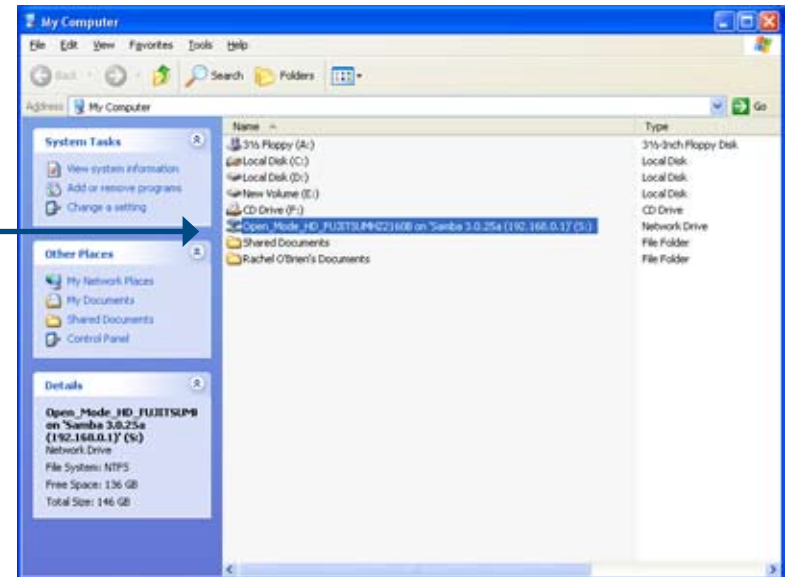 My Computer
File Edit View Favorites Tools Help
Back Search Folders
Address My Computer Go
System Tasks
View system information
Add or remove programs
Change a setting
Other Places
My Network Places
My Documents
Shared Documents
Control Panel
Details
Open_Mode_HD_FUJITSUMH
on 'Samba 3.0.25a
(192.168.0.1)' (S:)
Network Drive
File System: NTFS
Free Space: 136 GB
Total Size: 146 GB
Name Type
3½ Floppy (A:) 3½-Inch Floppy Disk
Local Disk (C:) Local Disk
Local Disk (D:) Local Disk
New Volume (E:) Local Disk
CD Drive (F:) CD Drive
Open_Mode_HD_FUJITSUMHZ2160B on 'Samba 3.0.25a (192.168.0.1)' (S:) Network Drive
Shared Documents File Folder
Rachel O'Brien's Documents File Folder